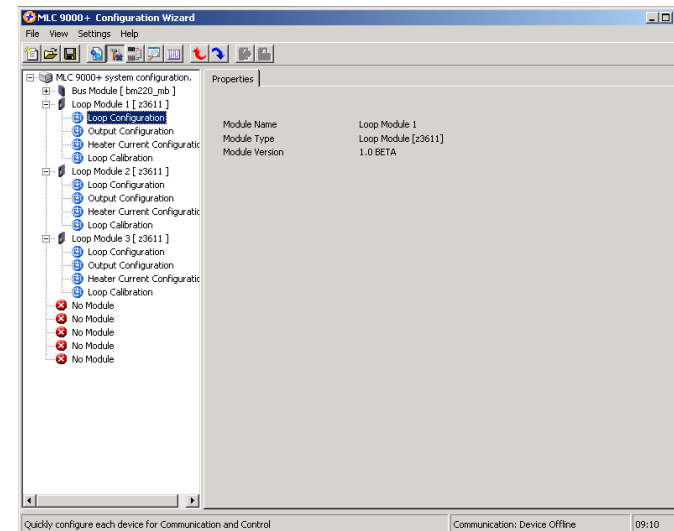 MLC 9000+ Configuration Wizard
File View Settings Help
MLC 9000+ system configuration.
Bus Module [ bm220_mb ]
Loop Module 1 [ z3611 ]
Loop Configuration
Output Configuration
Heater Current Configuratic
Loop Calibration
Loop Module 2 [ z3611 ]
Loop Configuration
Output Configuration
Heater Current Configuratic
Loop Calibration
Loop Module 3 [ z3611 ]
Loop Configuration
Output Configuration
Heater Current Configuratic
Loop Calibration
No Module
No Module
No Module
No Module
No Module
Properties
Module Name Loop Module 1
Module Type Loop Module [z3611]
Module Version 1.0 BETA
Quickly configure each device for Communication and Control Communication: Device Offline 09:10